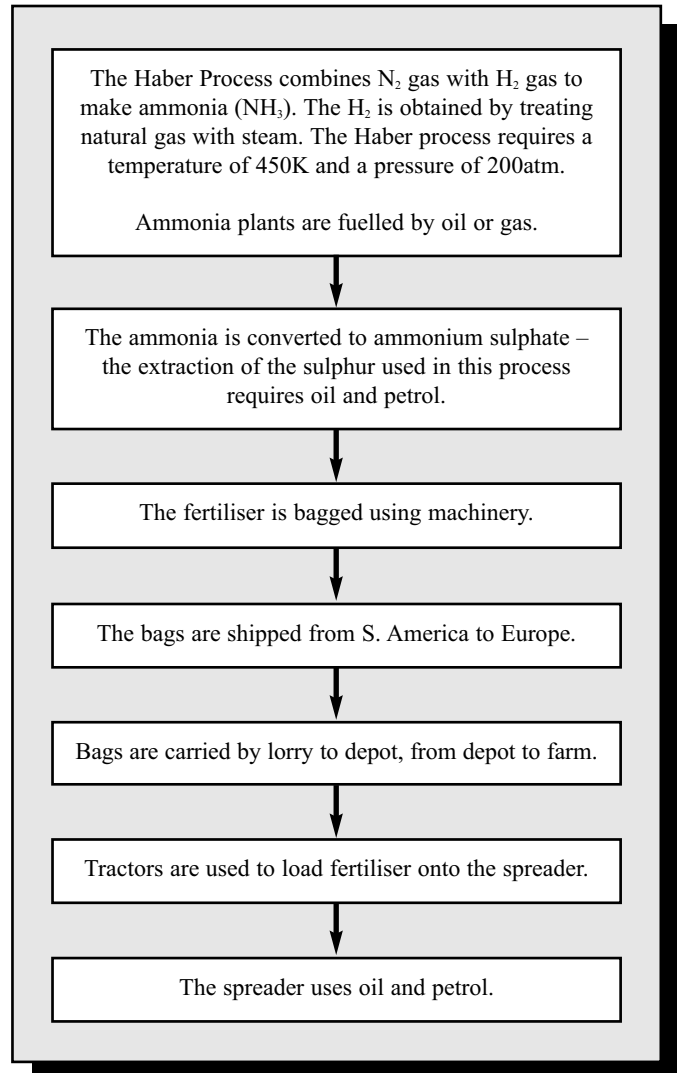 The Haber Process combines N₂ gas with H₂ gas to
make ammonia (NH₃). The H₂ is obtained by treating
natural gas with steam. The Haber process requires a
temperature of 450K and a pressure of 200atm.
Ammonia plants are fuelled by oil or gas.
The ammonia is converted to ammonium sulphate –
the extraction of the sulphur used in this process
requires oil and petrol.
The fertiliser is bagged using machinery.
The bags are shipped from S. America to Europe.
Bags are carried by lorry to depot, from depot to farm.
Tractors are used to load fertiliser onto the spreader.
The spreader uses oil and petrol.